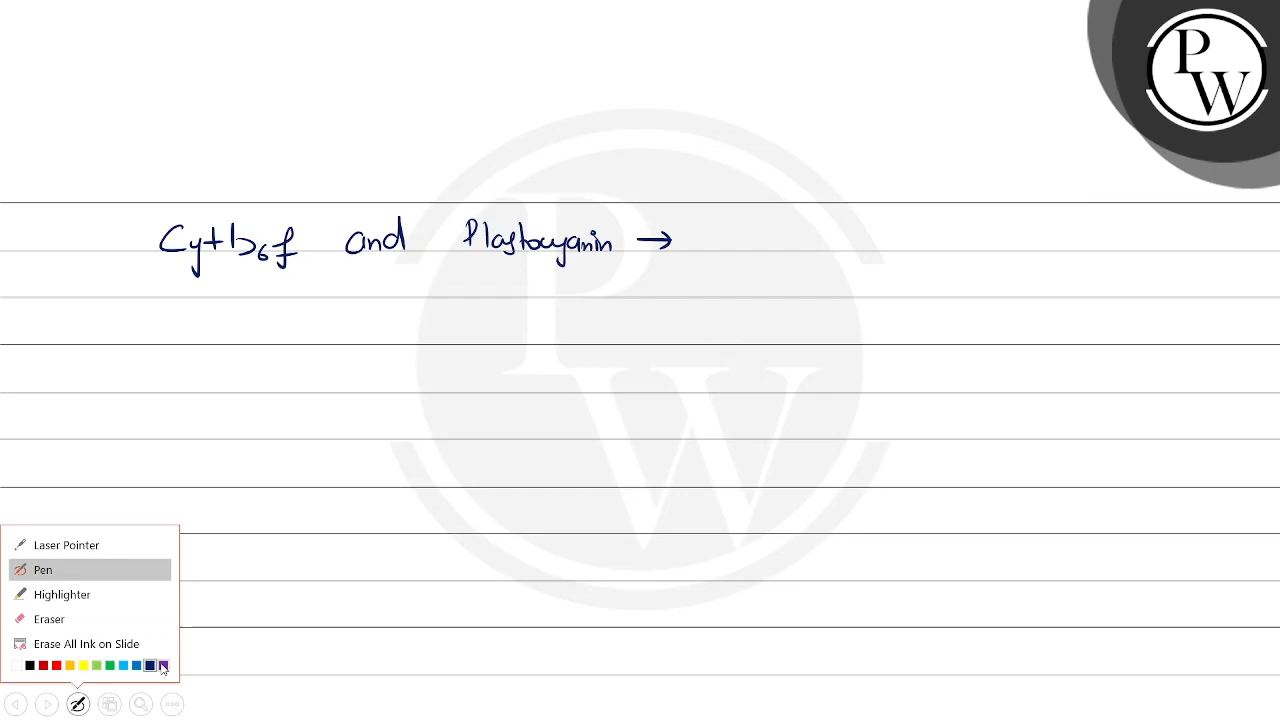 P
W
Cyt b6f and Plastocyanin →
P
W
Laser Pointer
Pen
Highlighter
Eraser
Erase All Ink on Slide